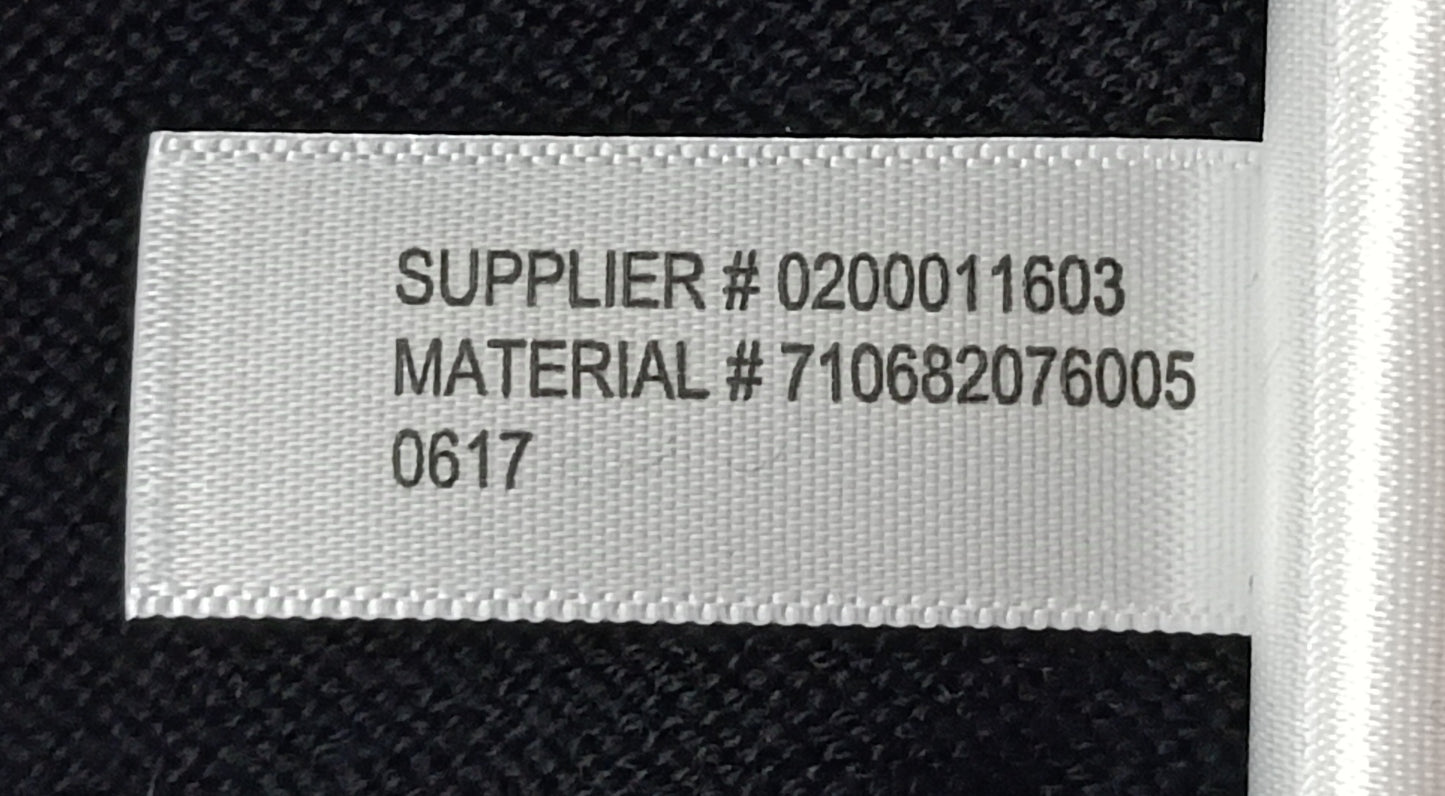 SUPPLIER # 0200011603
MATERIAL # 710682076005
0617